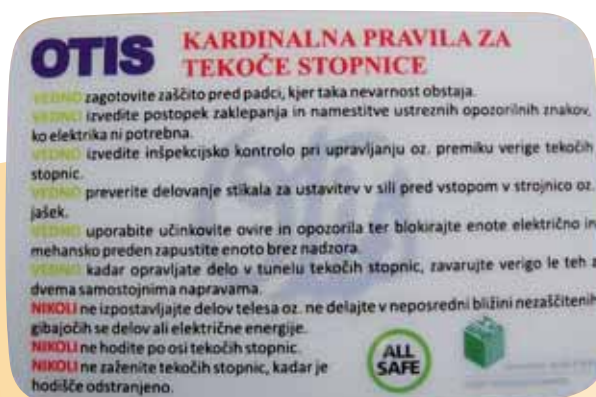 OTIS KARDINALNA PRAVILA ZA
TEKOČE STOPNICE
VEDNO zagotovite zaščito pred padci, kjer taka nevarnost obstaja.
VEDNO izvedite postopek zaklepanja in namestitve ustreznih opozorilnih znakov,
ko elektrika ni potrebna.
VEDNO izvedite inšpekcijsko kontrolo pri upravljanju oz. premiku verige tekočih
stopnic.
VEDNO preverite delovanje stikala za ustavitev v sili pred vstopom v strojnico oz.
jašek.
VEDNO uporabite učinkovite ovire in opozorila ter blokirajte enote električno in
mehansko preden zapustite enoto brez nadzora.
VEDNO kadar opravljate delo v tunelu tekočih stopnic, zavarujte verigo le teh z
dvema samostojnima napravama.
NIKOLI ne izpostavljajte delov telesa oz. ne delajte v neposredni bližini nezaščitenih
gibajočih se delov ali električne energije.
NIKOLI ne hodite po osi tekočih stopnic.
NIKOLI ne zaženite tekočih stopnic, kadar je
hodišče odstranjeno.
ALL
SAFE